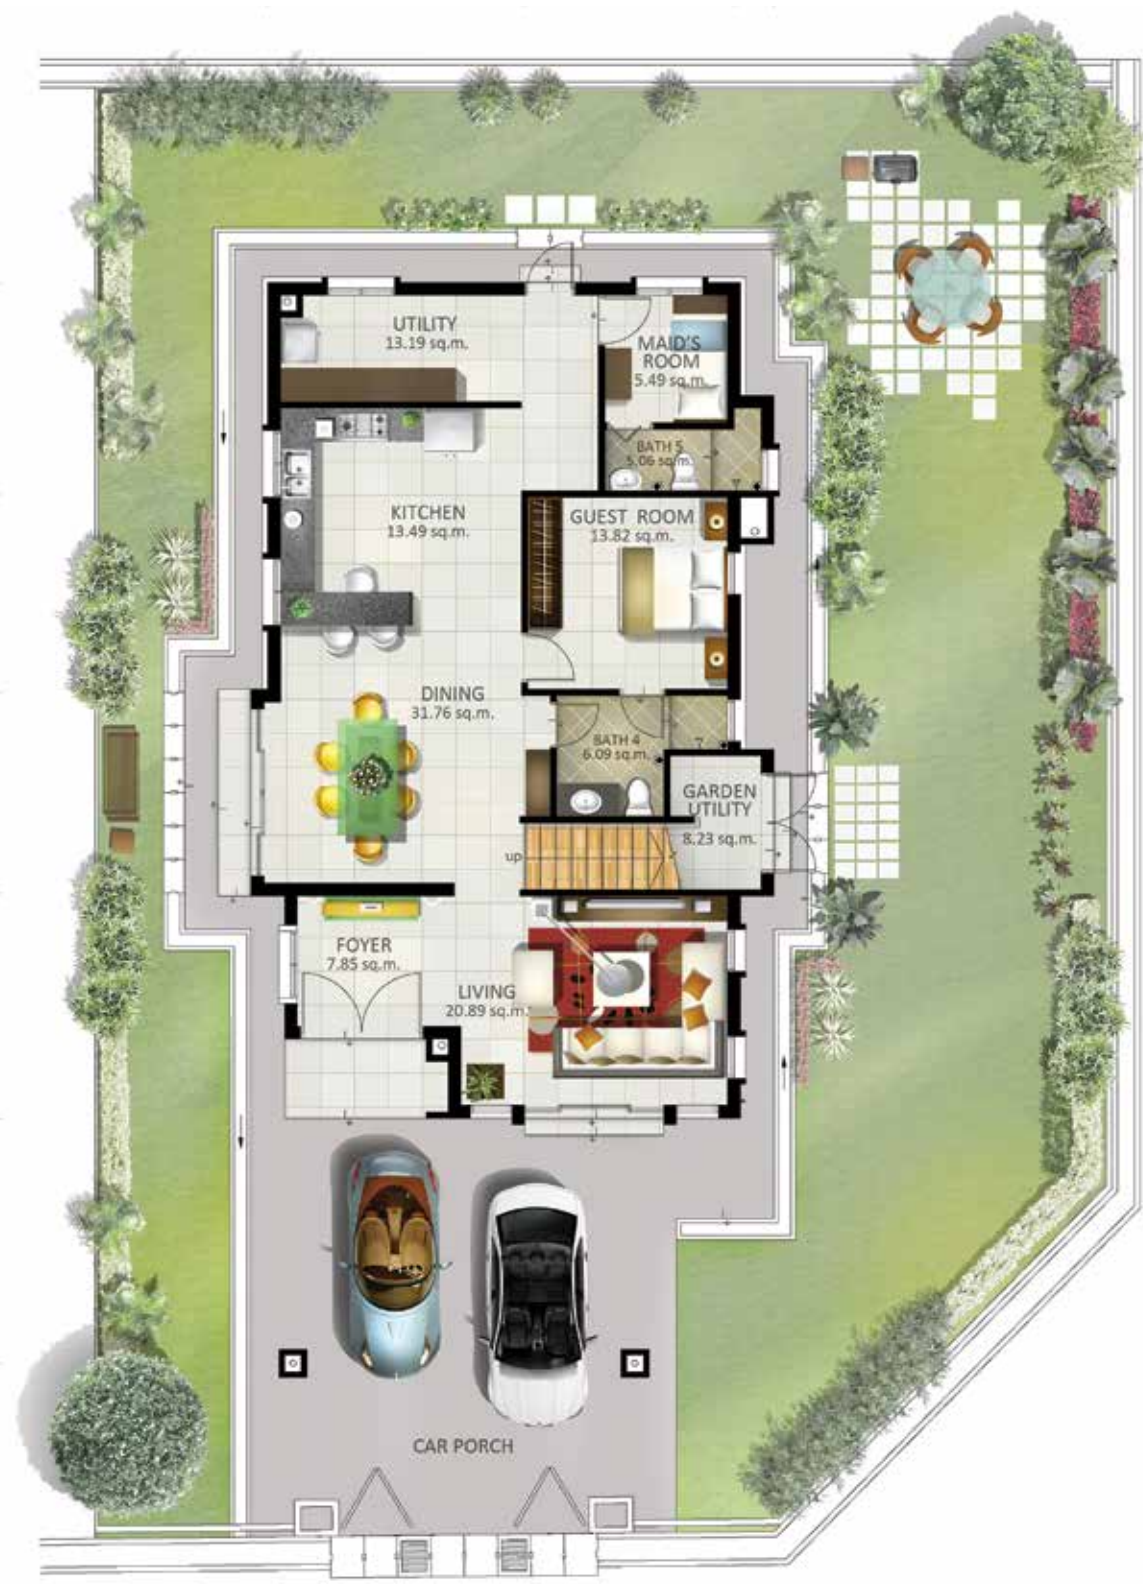 UTILITY
13.19 sq.m.
MAID'S
ROOM
5.49 sq.m.
BATH 5
5.06 sq.m.
KITCHEN
13.49 sq.m.
GUEST ROOM
13.82 sq.m.
DINING
31.76 sq.m.
BATH 4
6.09 sq.m.
GARDEN
UTILITY
8.23 sq.m.
up
FOYER
7.85 sq.m.
LIVING
20.89 sq.m.
CAR PORCH